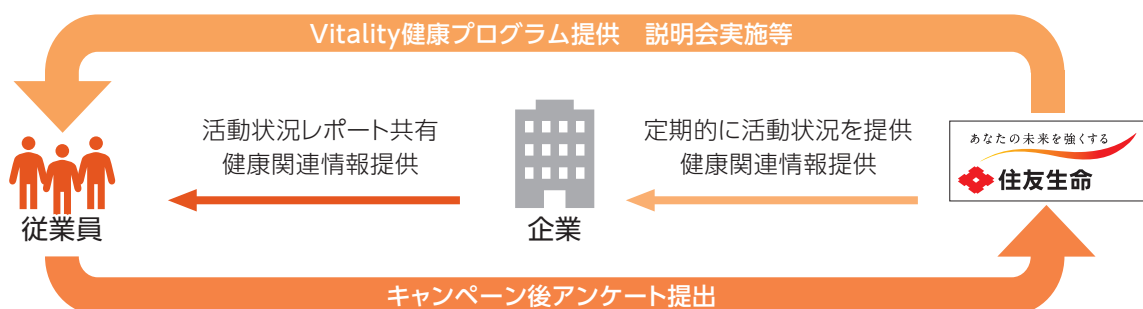 Vitality健康プログラム提供　説明会実施等
活動状況レポート共有
健康関連情報提供
定期的に活動状況を提供
健康関連情報提供
あなたの未来を強くする
住友生命
従業員
企業
キャンペーン後アンケート提出